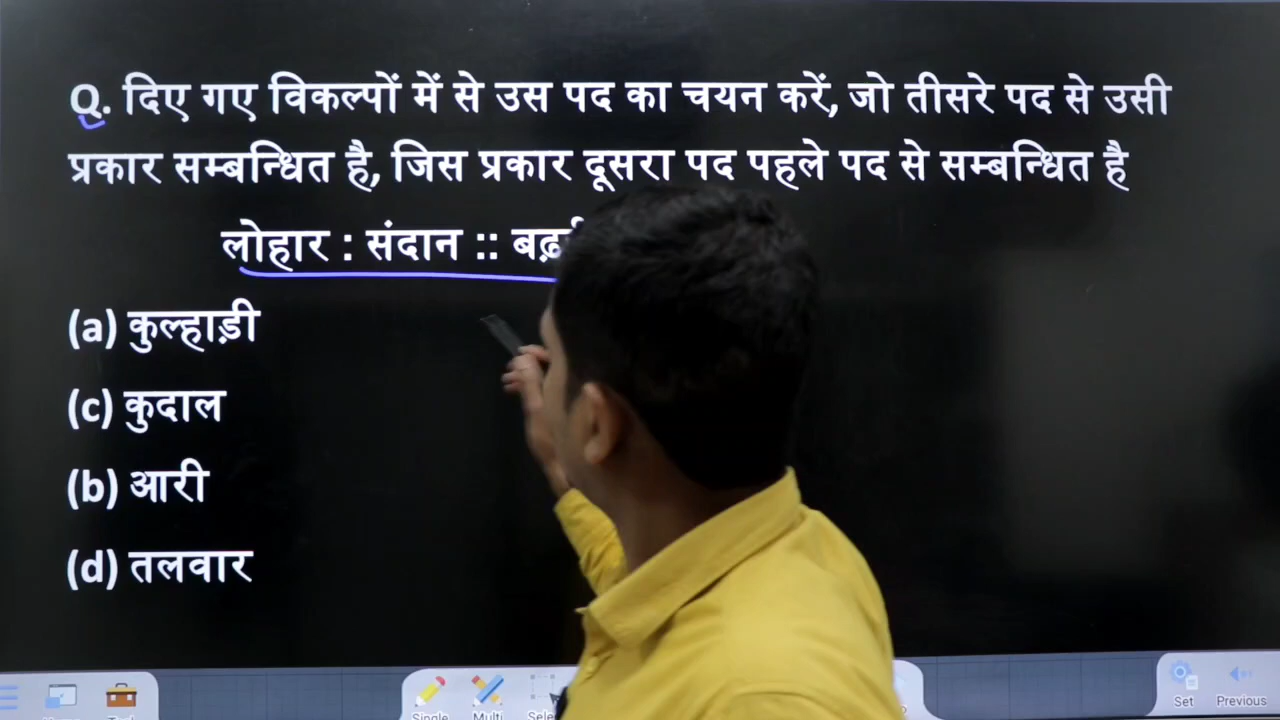 Q. दिए गए विकल्पों में से उस पद का चयन करें, जो तीसरे पद से उसी
प्रकार सम्बन्धित है, जिस प्रकार दूसरा पद पहले पद से सम्बन्धित है
लोहार : संदान ::
(a) कुल्हाड़ी
(c) कुदाल
(b) आरी
(d) तलवार
Set Previous